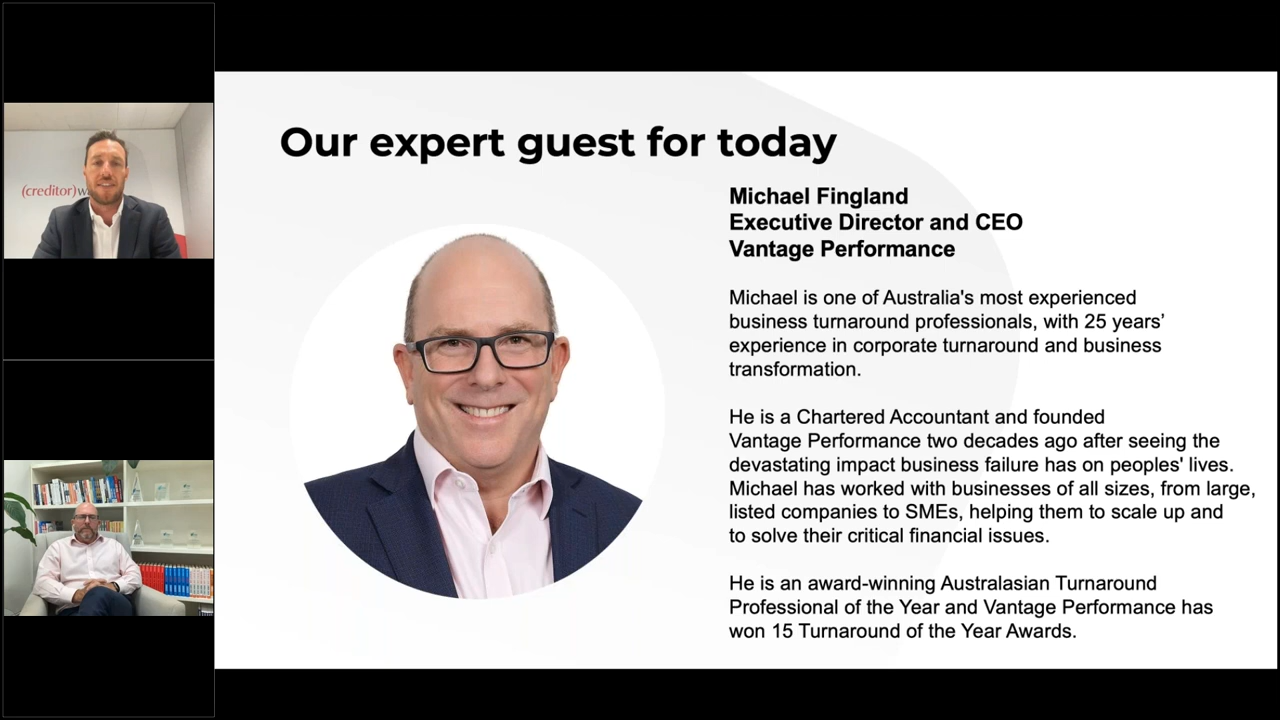 Our expert guest for today
Michael Fingland
Executive Director and CEO
Vantage Performance
Michael is one of Australia's most experienced
business turnaround professionals, with 25 years’
experience in corporate turnaround and business
transformation.
He is a Chartered Accountant and founded
Vantage Performance two decades ago after seeing the
devastating impact business failure has on peoples' lives.
Michael has worked with businesses of all sizes, from large,
listed companies to SMEs, helping them to scale up and
to solve their critical financial issues.
He is an award-winning Australasian Turnaround
Professional of the Year and Vantage Performance has
won 15 Turnaround of the Year Awards.
(creditor)w